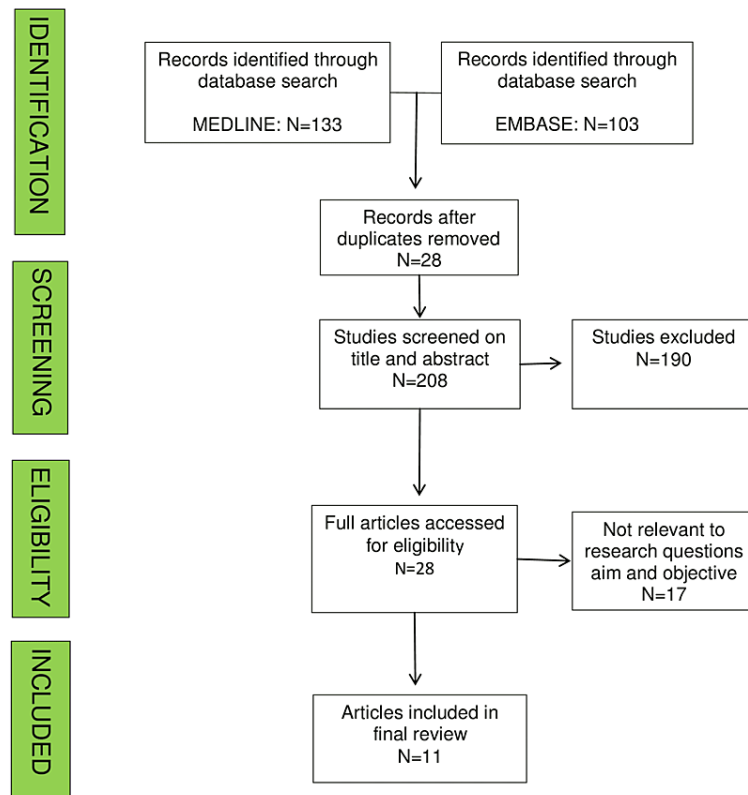 IDENTIFICATION
Records identified through
database search
MEDLINE: N=133
Records identified through
database search
EMBASE: N=103
Records after
duplicates removed
N=28
SCREENING
Studies screened on
title and abstract
N=208
Studies excluded
N=190
ELIGIBILITY
Full articles accessed
for eligibility
N=28
Not relevant to
research questions
aim and objective
N=17
INCLUDED
Articles included in
final review
N=11